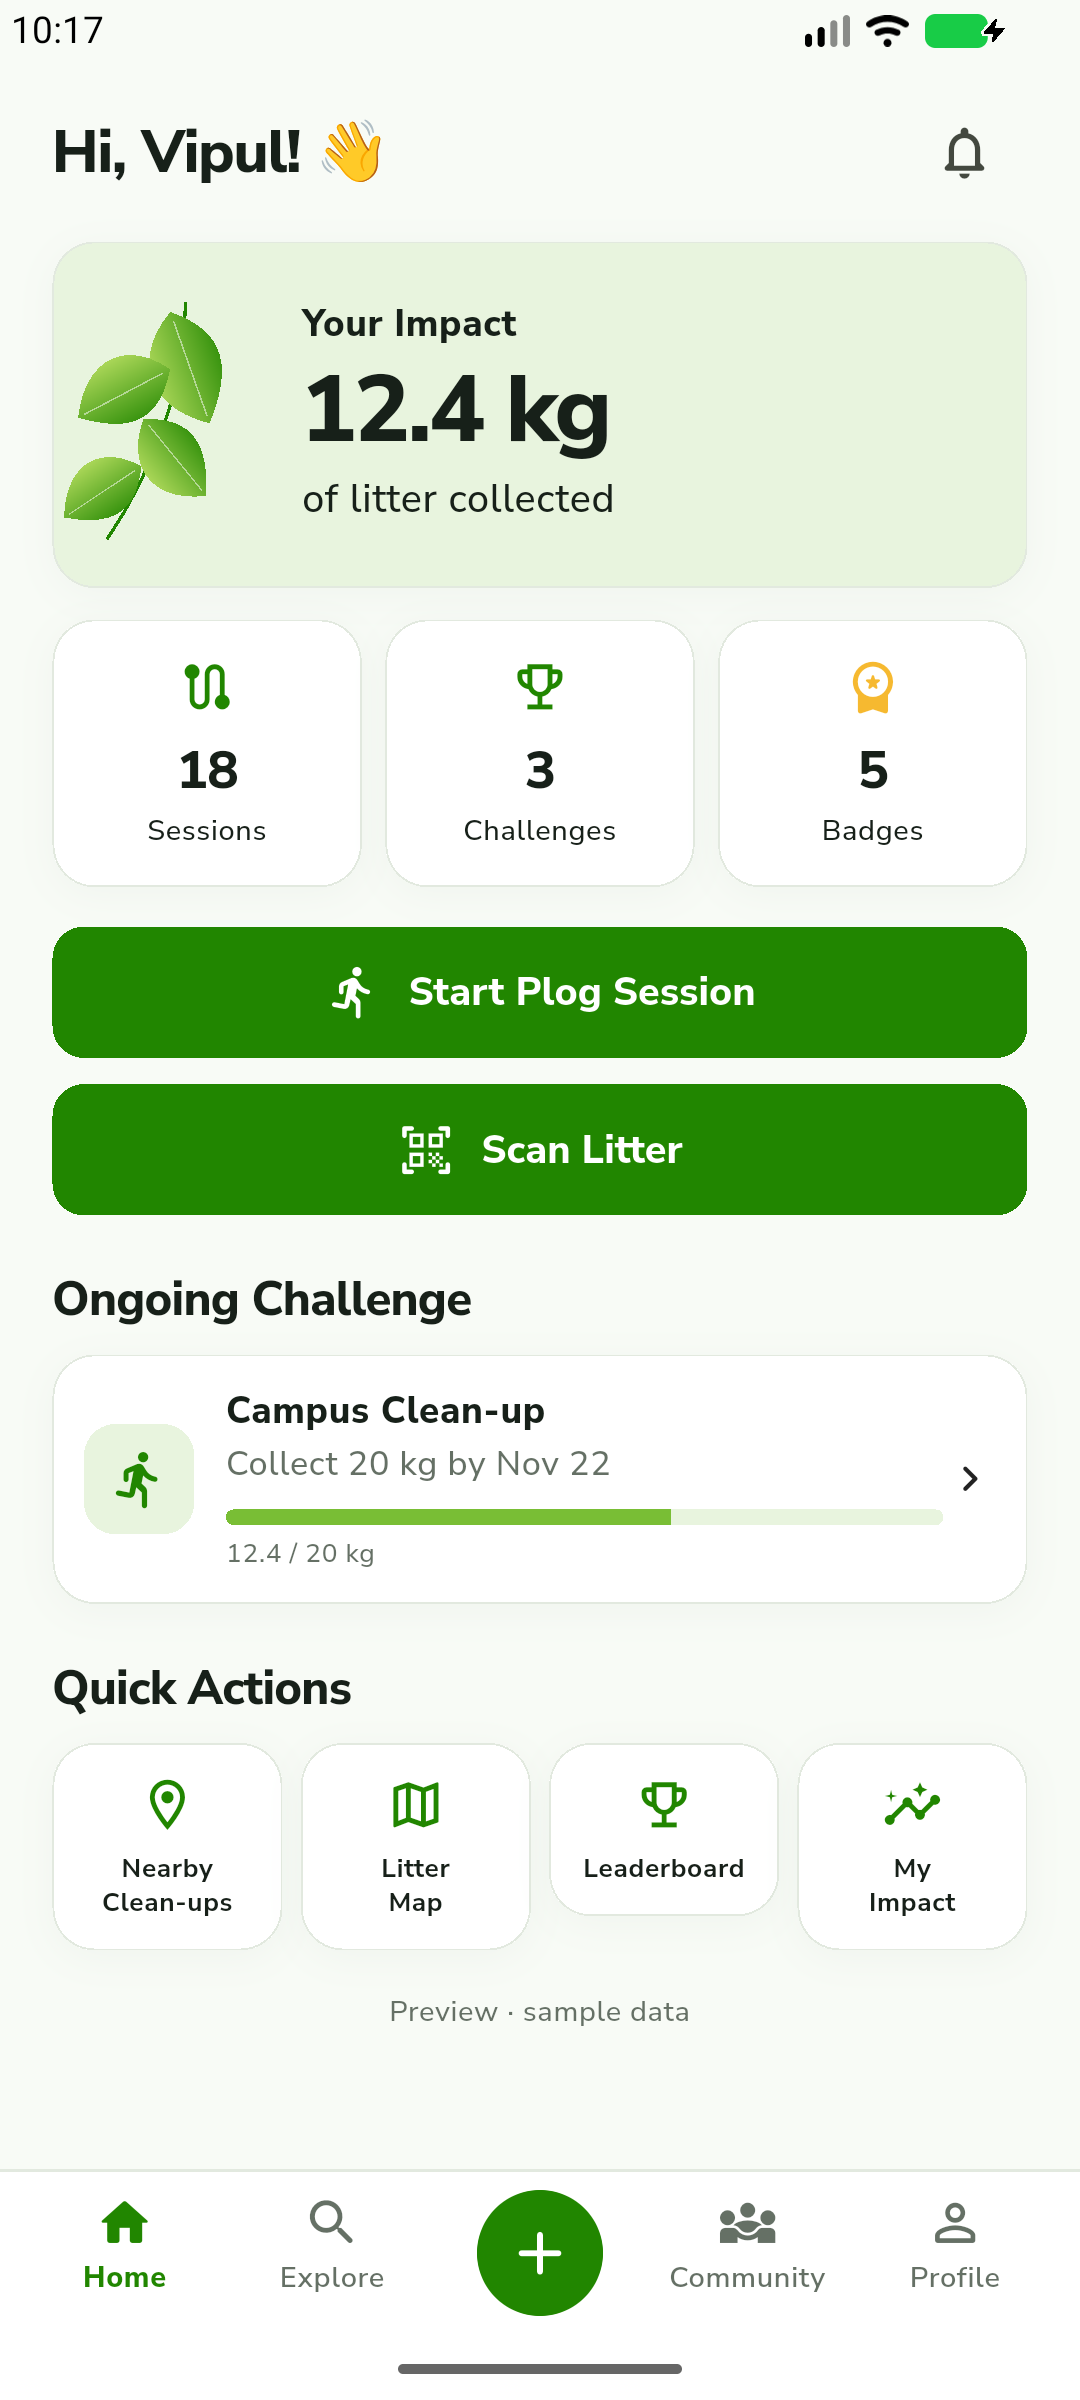 10:17
Hi, Vipul! 👋
Your Impact
12.4 kg
of litter collected
18
Sessions
3
Challenges
5
Badges
Start Plog Session
Scan Litter
Ongoing Challenge
Campus Clean-up
Collect 20 kg by Nov 22
12.4 / 20 kg
Quick Actions
Nearby
Clean-ups
Litter
Map
Leaderboard
My
Impact
Preview · sample data
Home
Explore
Community
Profile